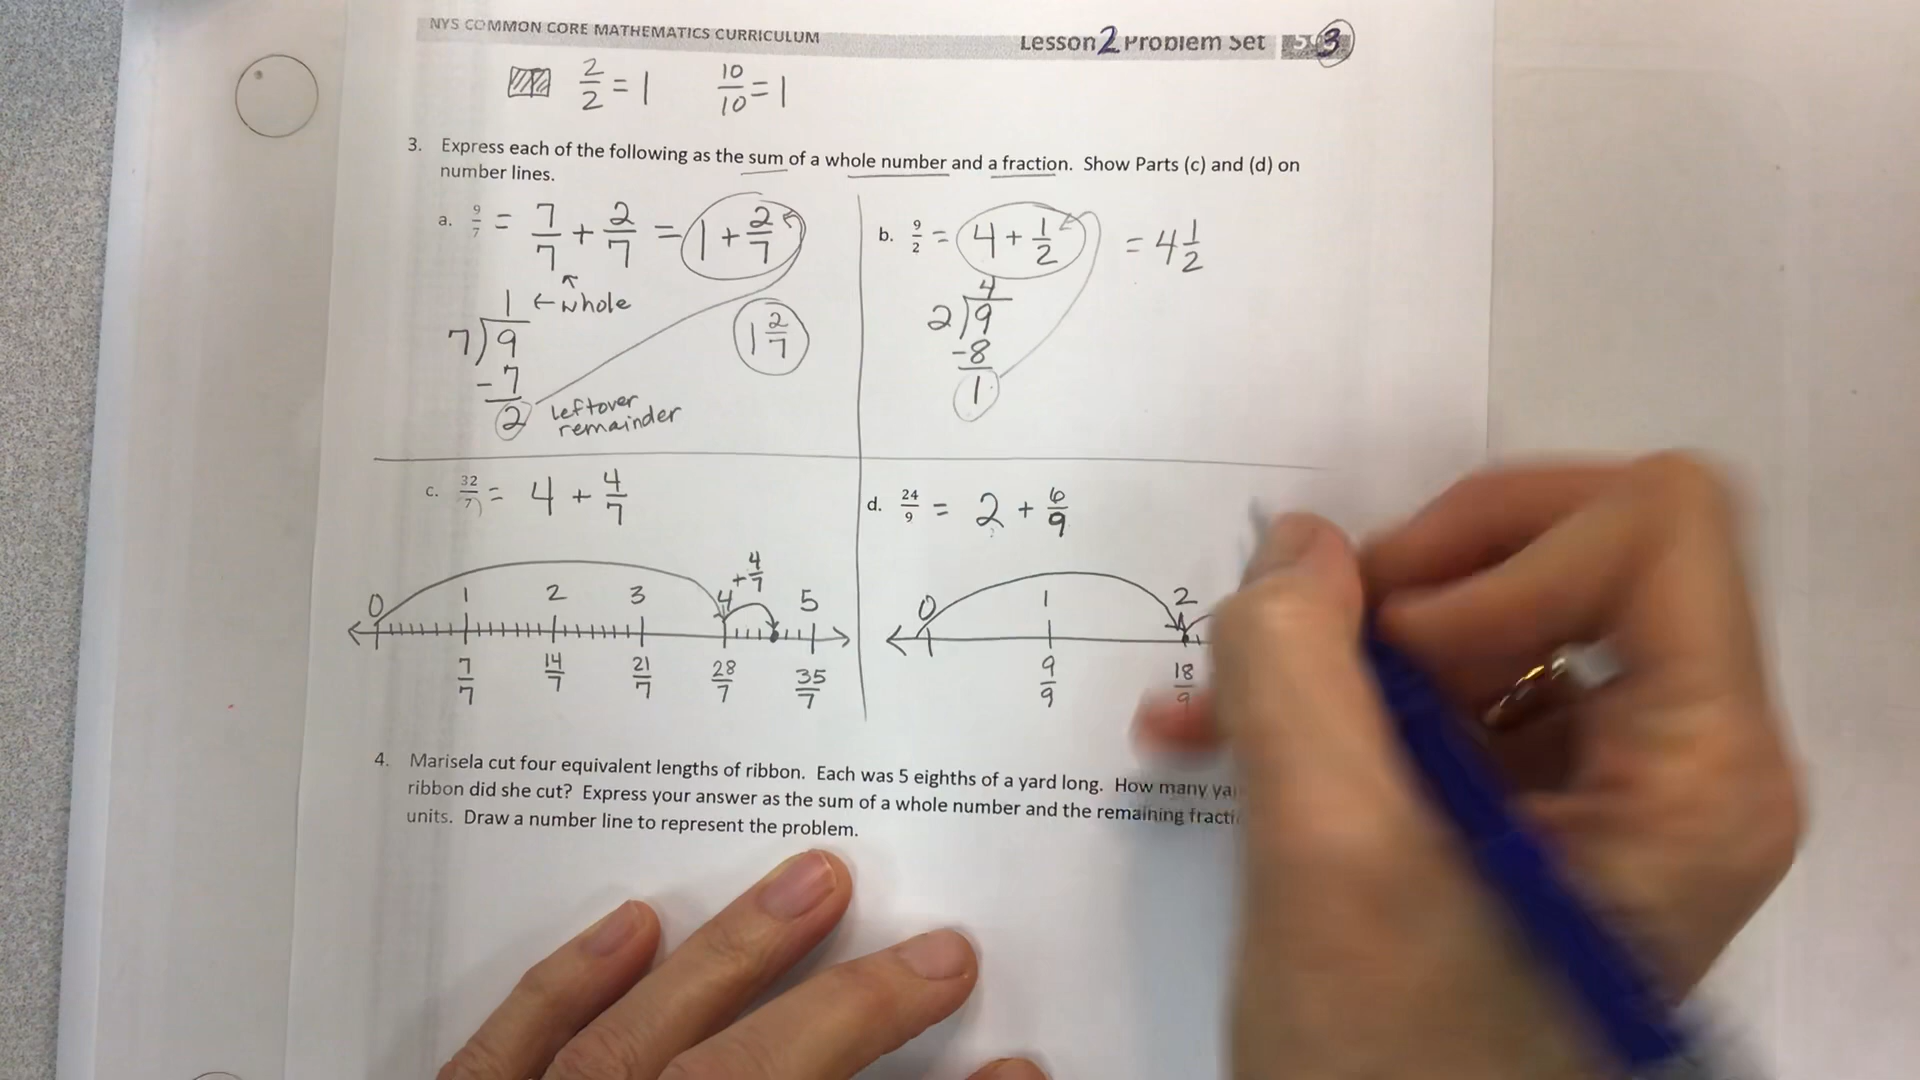 NYS COMMON CORE MATHEMATICS CURRICULUM
Lesson 2 Problem Set 3
2/2 = 1 10/10 = 1
3. Express each of the following as the sum of a whole number and a fraction. Show Parts (c) and (d) on
number lines.
a. 9/7 = 7/7 + 2/7 = 1 + 2/7
1 ← whole
7)9
-7
2
leftover
remainder
1 2/7
b. 9/2 = 4 + 1/2 = 4 1/2
4
2)9
-8
1
c. 32/7 = 4 + 4/7
+4/7
0 1 2 3 4 5
7/7 14/7 21/7 28/7 35/7
d. 24/9 = 2 + 6/9
0 1 2
9/9 18/9
4. Marisela cut four equivalent lengths of ribbon. Each was 5 eighths of a yard long. How many
ribbon did she cut? Express your answer as the sum of a whole number and the remaining
units. Draw a number line to represent the problem.